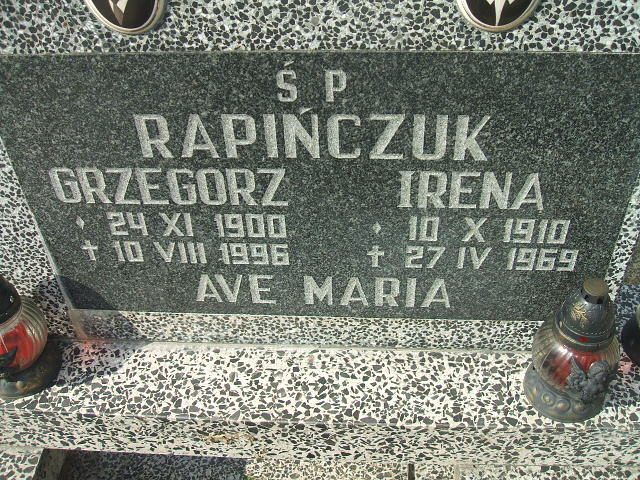 Ś P
RAPIŃCZUK
GRZEGORZ IRENA
24 XI 1900 10 X 1910
✝ 10 VIII 1996 ✝ 27 IV 1969
AVE MARIA